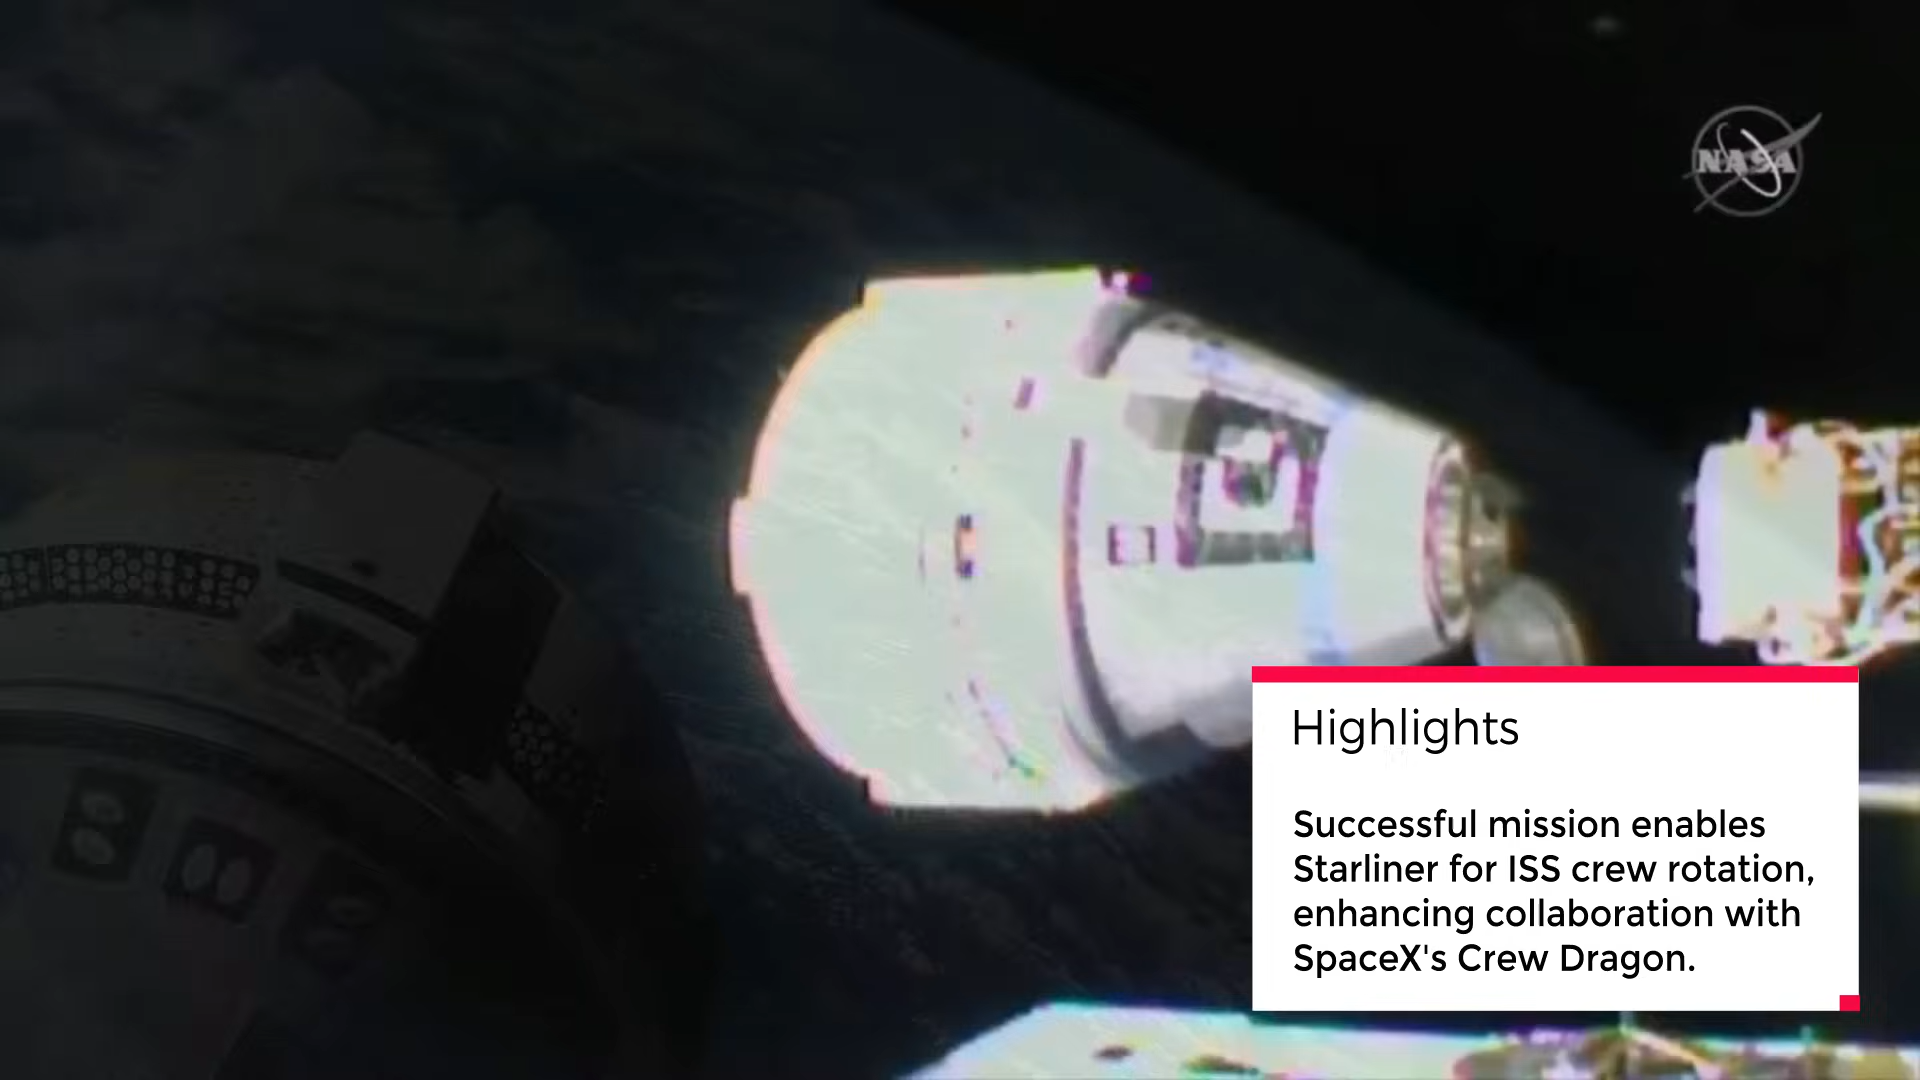 NASA
Highlights
Successful mission enables
Starliner for ISS crew rotation,
enhancing collaboration with
SpaceX's Crew Dragon.